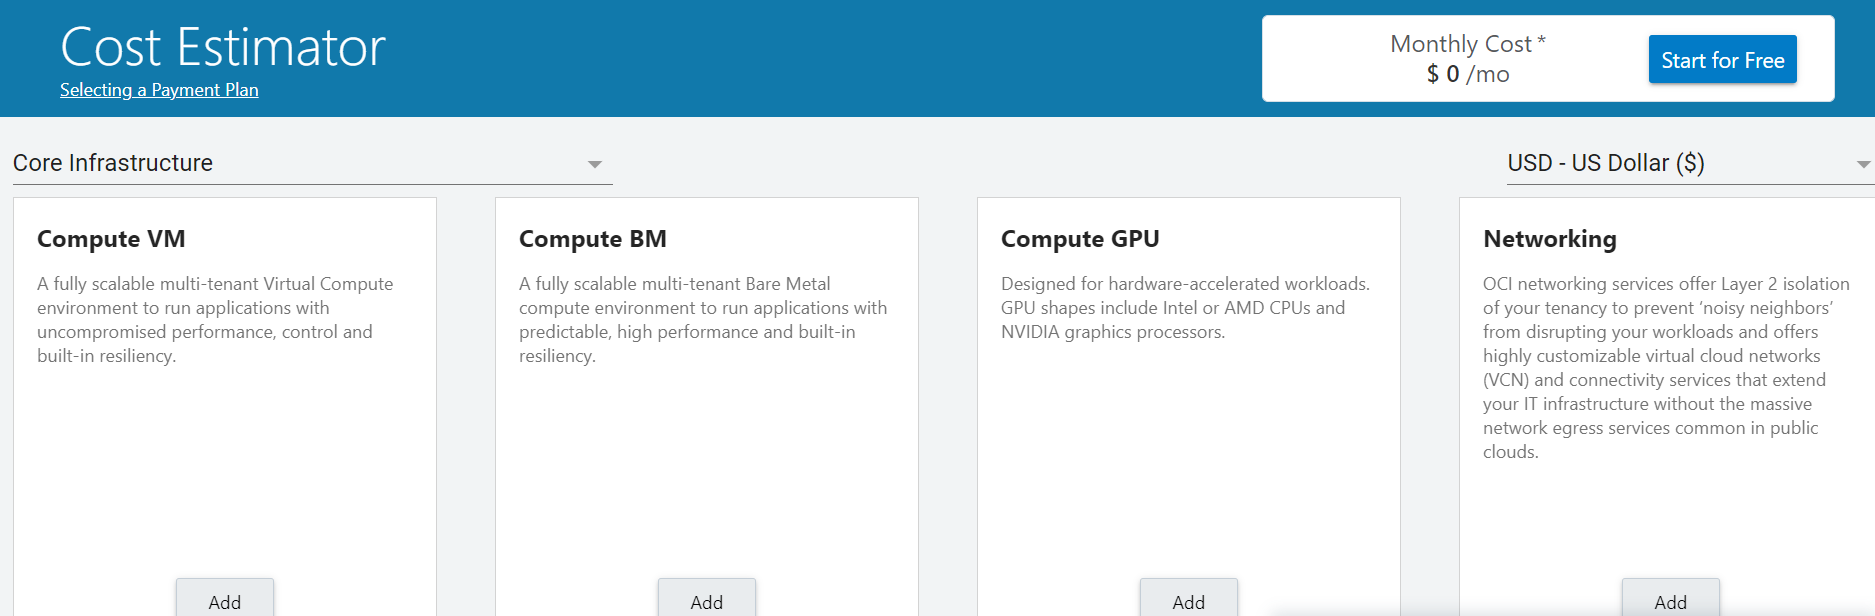 Cost Estimator
Selecting a Payment Plan
Monthly Cost*
$ 0 /mo
Start for Free
Core Infrastructure
USD - US Dollar ($)
Compute VM
A fully scalable multi-tenant Virtual Compute
environment to run applications with
uncompromised performance, control and
built-in resiliency.
Add
Compute BM
A fully scalable multi-tenant Bare Metal
compute environment to run applications with
predictable, high performance and built-in
resiliency.
Add
Compute GPU
Designed for hardware-accelerated workloads.
GPU shapes include Intel or AMD CPUs and
NVIDIA graphics processors.
Add
Networking
OCI networking services offer Layer 2 isolation
of your tenancy to prevent ‘noisy neighbors’
from disrupting your workloads and offers
highly customizable virtual cloud networks
(VCN) and connectivity services that extend
your IT infrastructure without the massive
network egress services common in public
clouds.
Add